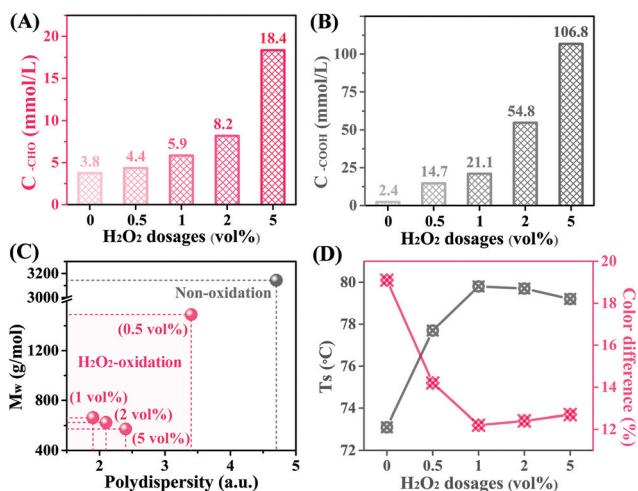 (A)
C -CHO (mmol/L)
20
15
10
5
0
3.8
4.4
5.9
8.2
18.4
0 0.5 1 2 5
H2O2 dosages (vol%)
(B)
C -COOH (mmol/L)
100
75
50
25
0
2.4
14.7
21.1
54.8
106.8
0 0.5 1 2 5
H2O2 dosages (vol%)
(C)
Mw (g/mol)
3200
3000
1200
800
400
Non-oxidation
(0.5 vol%)
H2O2-oxidation
(1 vol%)
(2 vol%)
(5 vol%)
2 3 4 5
Polydispersity (a.u.)
(D)
Ts (°C)
80
78
76
74
72
20
18
16
14
12
Color difference (%)
0 0.5 1 2 5
H2O2 dosages (vol%)